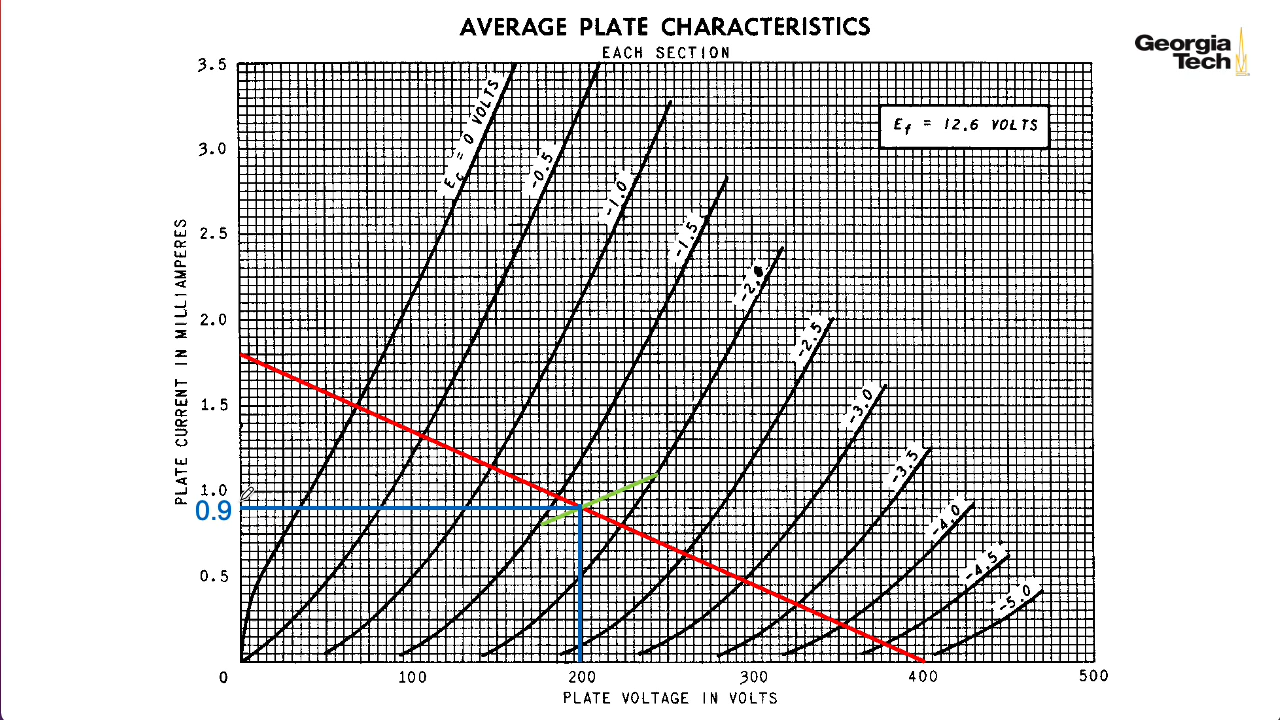 AVERAGE PLATE CHARACTERISTICS
EACH SECTION
Georgia
Tech
3.5
3.0
2.5
2.0
1.5
1.0
0.9
0.5
PLATE CURRENT IN MILLIAMPERES
Ec = 0 VOLTS
-0.5
-1.0
-1.5
-2.0
-2.5
-3.0
-3.5
-4.0
-4.5
-5.0
Ef = 12.6 VOLTS
0 100 200 300 400 500
PLATE VOLTAGE IN VOLTS